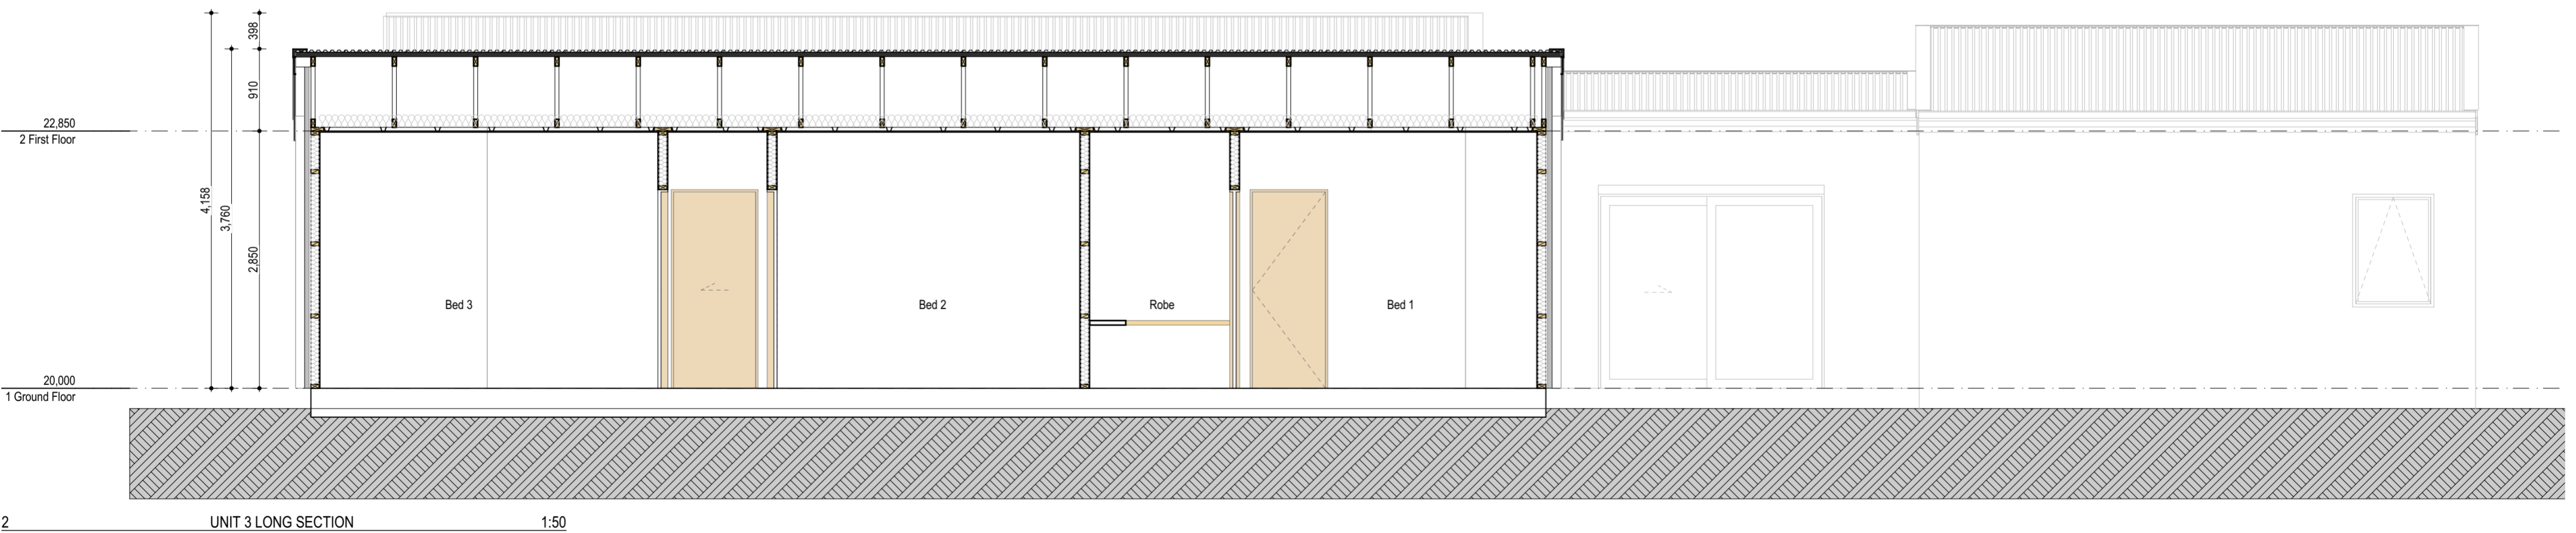 398
910
22,850
2 First Floor
4,158
3,760
2,850
Bed 3
Bed 2
Robe
Bed 1
20,000
1 Ground Floor
2 UNIT 3 LONG SECTION 1:50